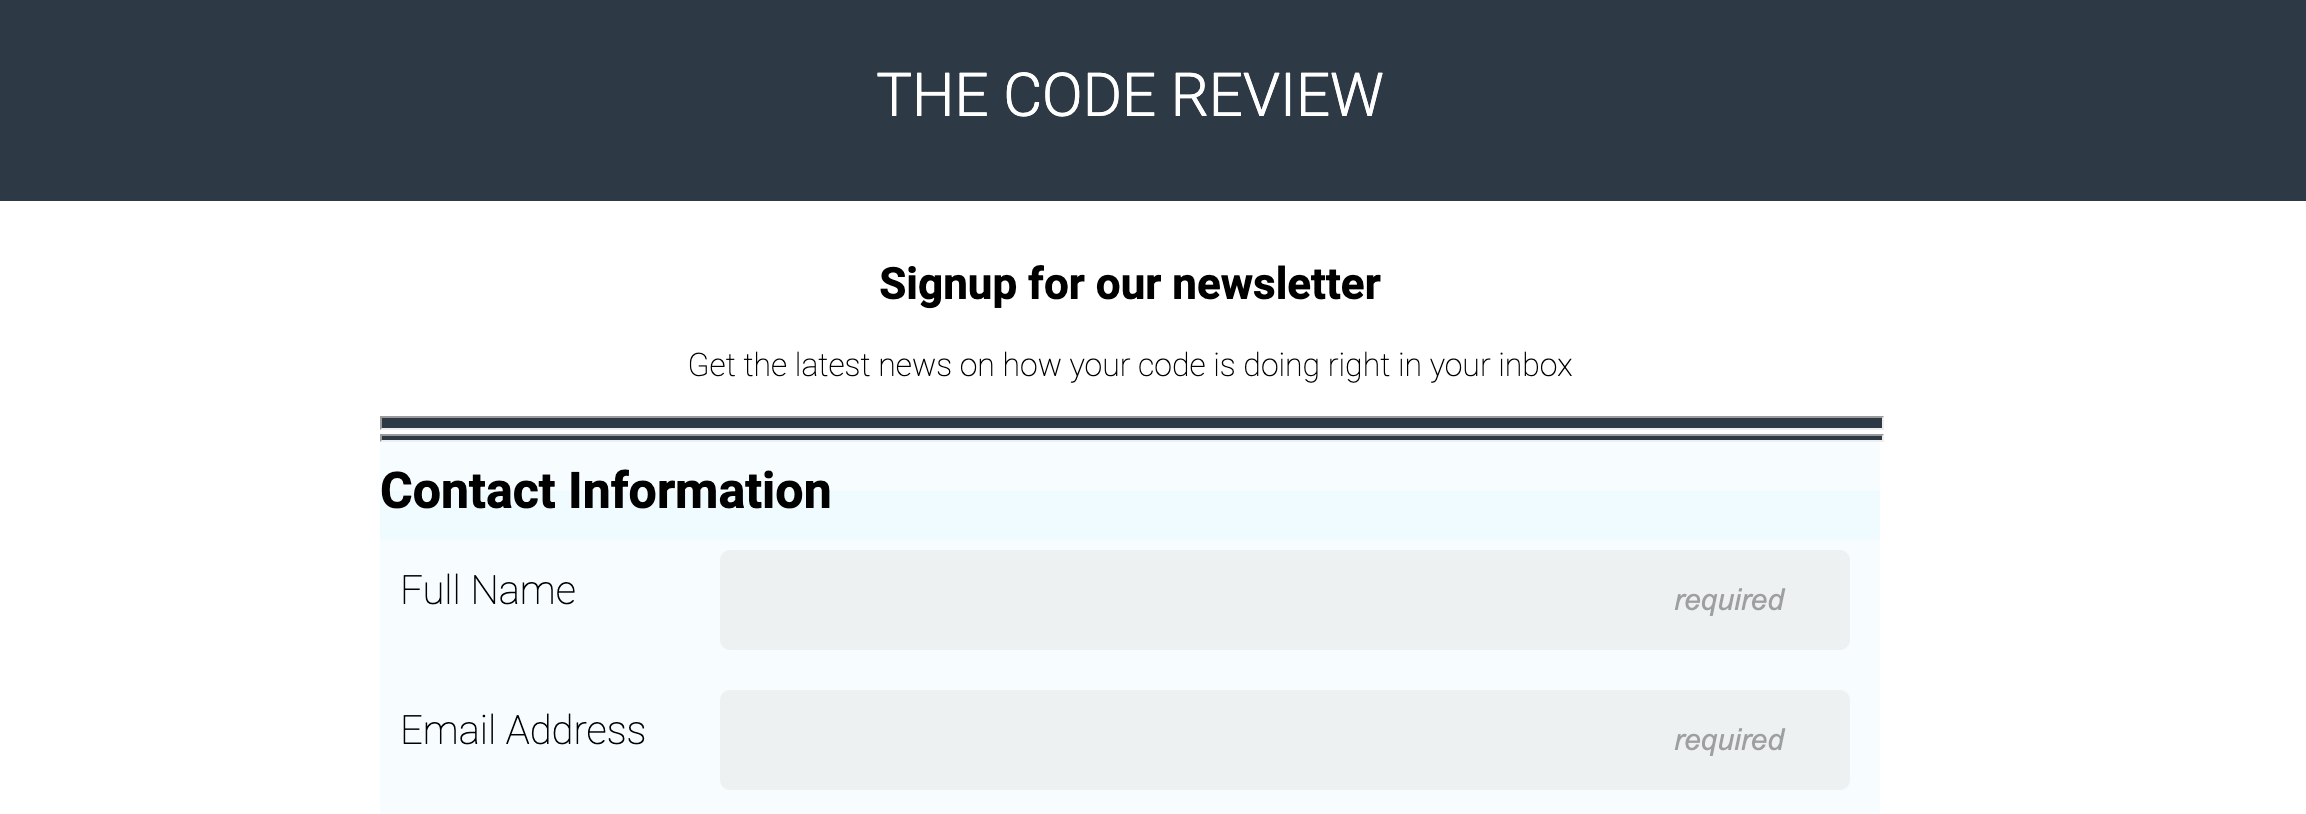 THE CODE REVIEW
Signup for our newsletter
Get the latest news on how your code is doing right in your inbox
Contact Information
Full Name
required
Email Address
required